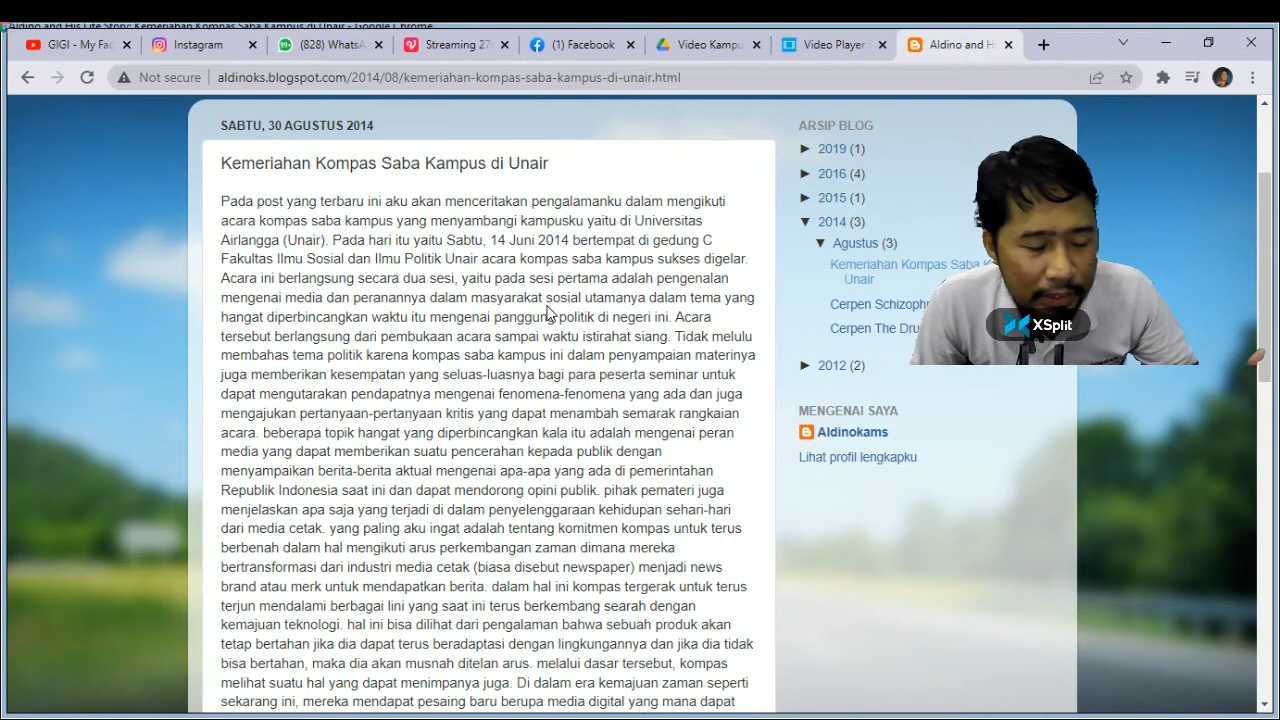 Aldino and His Life Story: Kemeriahan Kompas Saba Kampus di Unair - Google Chrome
GIGI - My Fac
Instagram
(828) WhatsA
Streaming 27
(1) Facebook
Video Kampu
Video Player
Aldino and Hi
Not secure
aldinoks.blogspot.com/2014/08/kemeriahan-kompas-saba-kampus-di-unair.html
SABTU, 30 AGUSTUS 2014
Kemeriahan Kompas Saba Kampus di Unair
Pada post yang terbaru ini aku akan menceritakan pengalamanku dalam mengikuti
acara kompas saba kampus yang menyambangi kampusku yaitu di Universitas
Airlangga (Unair). Pada hari itu yaitu Sabtu, 14 Juni 2014 bertempat di gedung C
Fakultas Ilmu Sosial dan Ilmu Politik Unair acara kompas saba kampus sukses digelar.
Acara ini berlangsung secara dua sesi, yaitu pada sesi pertama adalah pengenalan
mengenai media dan peranannya dalam masyarakat sosial utamanya dalam tema yang
hangat diperbincangkan waktu itu mengenai panggung politik di negeri ini. Acara
tersebut berlangsung dari pembukaan acara sampai waktu istirahat siang. Tidak melulu
membahas tema politik karena kompas saba kampus ini dalam penyampaian materinya
juga memberikan kesempatan yang seluas-luasnya bagi para peserta seminar untuk
dapat mengutarakan pendapatnya mengenai fenomena-fenomena yang ada dan juga
mengajukan pertanyaan-pertanyaan kritis yang dapat menambah semarak rangkaian
acara. beberapa topik hangat yang diperbincangkan kala itu adalah mengenai peran
media yang dapat memberikan suatu pencerahan kepada publik dengan
menyampaikan berita-berita aktual mengenai apa-apa yang ada di pemerintahan
Republik Indonesia saat ini dan dapat mendorong opini publik. pihak pemateri juga
menjelaskan apa saja yang terjadi di dalam penyelenggaraan kehidupan sehari-hari
dari media cetak. yang paling aku ingat adalah tentang komitmen kompas untuk terus
berbenah dalam hal mengikuti arus perkembangan zaman dimana mereka
bertransformasi dari industri media cetak (biasa disebut newspaper) menjadi news
brand atau merk untuk mendapatkan berita. dalam hal ini kompas tergerak untuk terus
terjun mendalami berbagai lini yang saat ini terus berkembang searah dengan
kemajuan teknologi. hal ini bisa dilihat dari pengalaman bahwa sebuah produk akan
tetap bertahan jika dia dapat terus beradaptasi dengan lingkungannya dan jika dia tidak
bisa bertahan, maka dia akan musnah ditelan arus. melalui dasar tersebut, kompas
melihat suatu hal yang dapat menimpanya juga. Di dalam era kemajuan zaman seperti
sekarang ini, mereka mendapat pesaing baru berupa media digital yang mana dapat
ARSIP BLOG
► 2019 (1)
► 2016 (4)
► 2015 (1)
▼ 2014 (3)
▼ Agustus (3)
Kemeriahan Kompas Saba K
Unair
Cerpen Schizophr
Cerpen The Dru
► 2012 (2)
MENGENAI SAYA
Aldinokams
Lihat profil lengkapku
XSplit